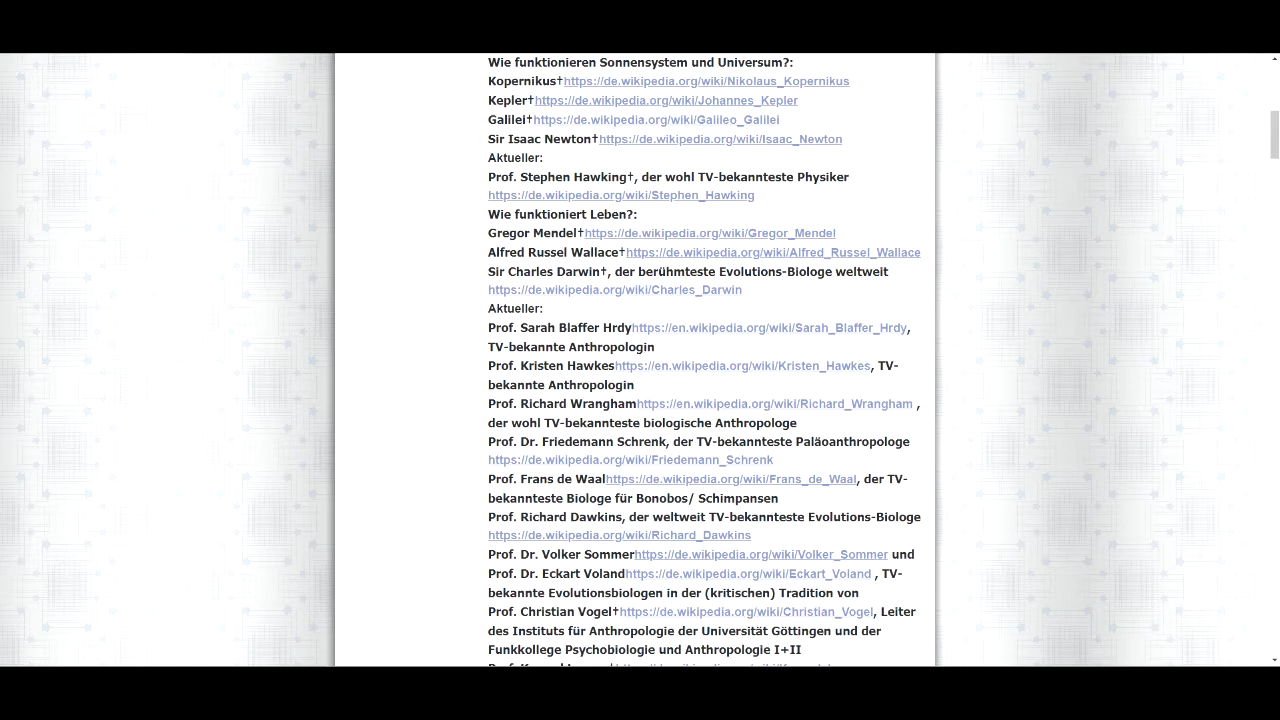 Wie funktionieren Sonnensystem und Universum?:
Kopernikus†https://de.wikipedia.org/wiki/Nikolaus_Kopernikus
Kepler†https://de.wikipedia.org/wiki/Johannes_Kepler
Galilei†https://de.wikipedia.org/wiki/Galileo_Galilei
Sir Isaac Newton†https://de.wikipedia.org/wiki/Isaac_Newton
Aktueller:
Prof. Stephen Hawking†, der wohl TV-bekannteste Physiker
https://de.wikipedia.org/wiki/Stephen_Hawking
Wie funktioniert Leben?:
Gregor Mendel†https://de.wikipedia.org/wiki/Gregor_Mendel
Alfred Russel Wallace†https://de.wikipedia.org/wiki/Alfred_Russel_Wallace
Sir Charles Darwin†, der berühmteste Evolutions-Biologe weltweit
https://de.wikipedia.org/wiki/Charles_Darwin
Aktueller:
Prof. Sarah Blaffer Hrdyhttps://en.wikipedia.org/wiki/Sarah_Blaffer_Hrdy,
TV-bekannte Anthropologin
Prof. Kristen Hawkeshttps://en.wikipedia.org/wiki/Kristen_Hawkes, TV-
bekannte Anthropologin
Prof. Richard Wranghamhttps://en.wikipedia.org/wiki/Richard_Wrangham ,
der wohl TV-bekannteste biologische Anthropologe
Prof. Dr. Friedemann Schrenk, der TV-bekannteste Paläoanthropologe
https://de.wikipedia.org/wiki/Friedemann_Schrenk
Prof. Frans de Waalhttps://de.wikipedia.org/wiki/Frans_de_Waal, der TV-
bekannteste Biologe für Bonobos/ Schimpansen
Prof. Richard Dawkins, der weltweit TV-bekannteste Evolutions-Biologe
https://de.wikipedia.org/wiki/Richard_Dawkins
Prof. Dr. Volker Sommerhttps://de.wikipedia.org/wiki/Volker_Sommer und
Prof. Dr. Eckart Volandhttps://de.wikipedia.org/wiki/Eckart_Voland , TV-
bekannte Evolutionsbiologen in der (kritischen) Tradition von
Prof. Christian Vogel†https://de.wikipedia.org/wiki/Christian_Vogel, Leiter
des Instituts für Anthropologie der Universität Göttingen und der
Funkkollege Psychobiologie und Anthropologie I+II